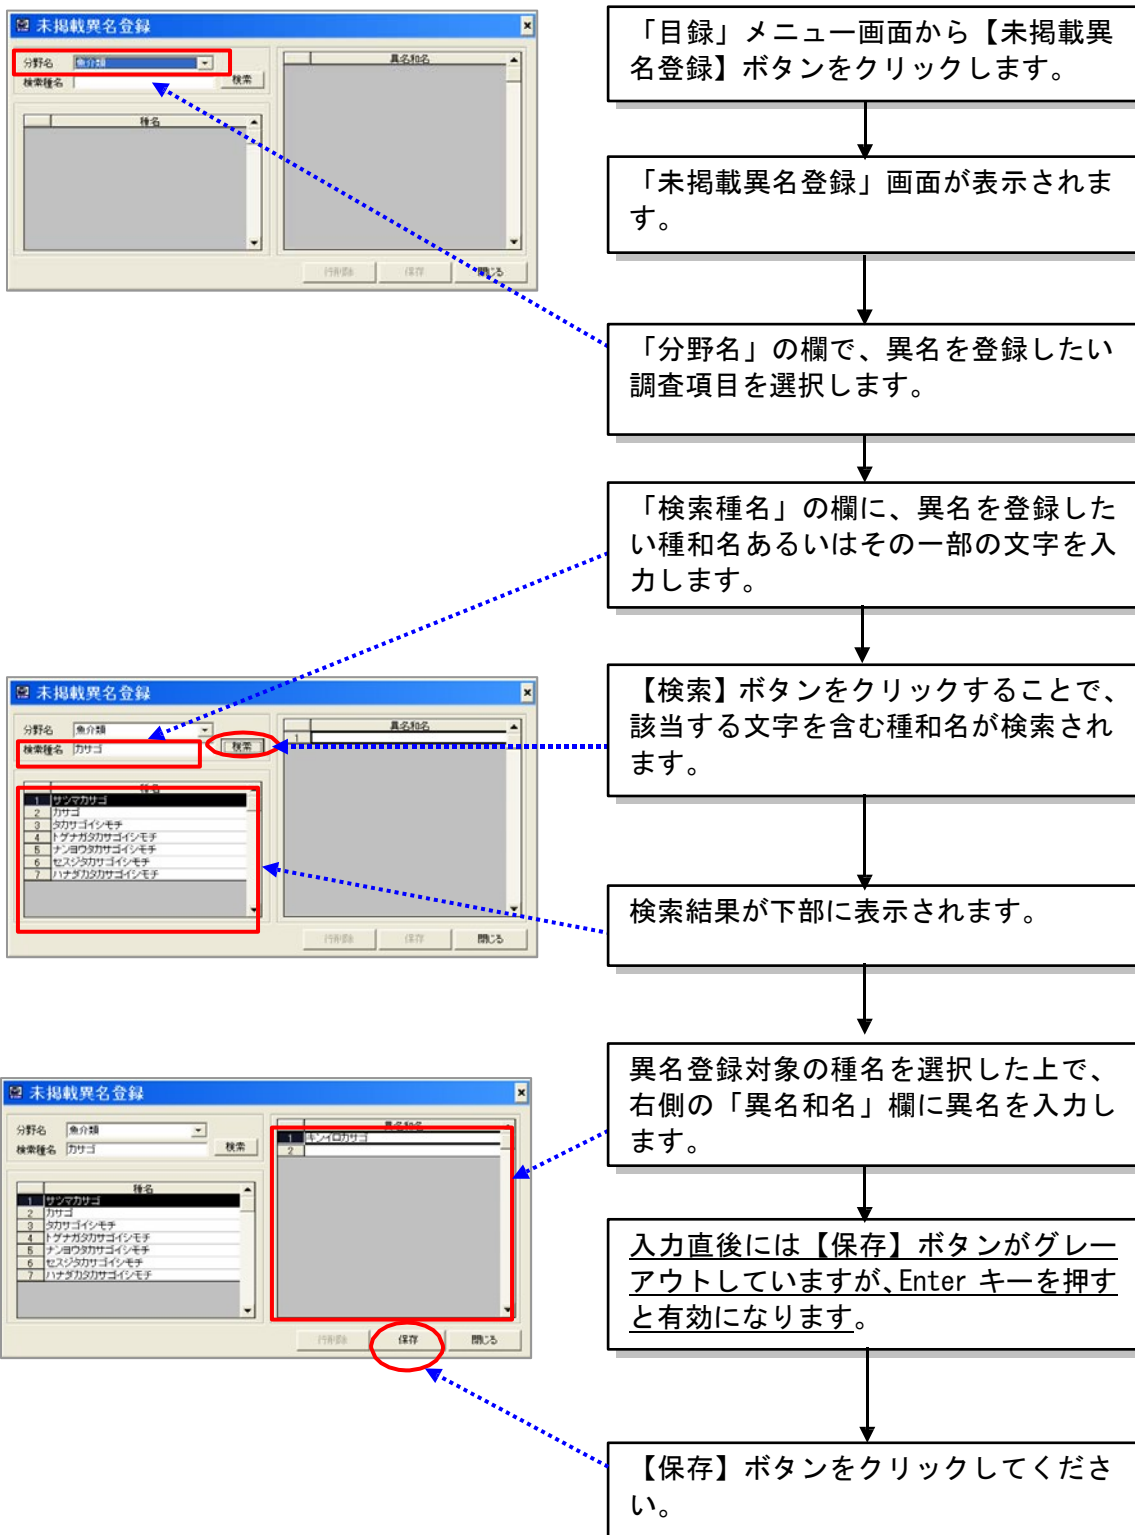 未掲載異名登録
分野名 魚介類
検索種名 検索
種名
異名和名
行削除 保存 閉じる
「目録」メニュー画面から【未掲載異
名登録】ボタンをクリックします。
「未掲載異名登録」画面が表示されま
す。
「分野名」の欄で、異名を登録したい
調査項目を選択します。
「検索種名」の欄に、異名を登録した
い種和名あるいはその一部の文字を入
力します。
未掲載異名登録
分野名 魚介類
検索種名 カサゴ 検索
種名
1 サツマカサゴ
2 カサゴ
3 タカサゴイシモチ
4 トゲナガタカサゴイシモチ
5 ナンヨウタカサゴイシモチ
6 セスジタカサゴイシモチ
7 ハナダカタカサゴイシモチ
異名和名
1
行削除 保存 閉じる
【検索】ボタンをクリックすることで、
該当する文字を含む種和名が検索され
ます。
検索結果が下部に表示されます。
未掲載異名登録
分野名 魚介類
検索種名 カサゴ 検索
種名
1 サツマカサゴ
2 カサゴ
3 タカサゴイシモチ
4 トゲナガタカサゴイシモチ
5 ナンヨウタカサゴイシモチ
6 セスジタカサゴイシモチ
7 ハナダカタカサゴイシモチ
異名和名
1 キンイロカサゴ
2
行削除 保存 閉じる
異名登録対象の種名を選択した上で、
右側の「異名和名」欄に異名を入力し
ます。
入力直後には【保存】ボタンがグレー
アウトしていますが、Enter キーを押す
と有効になります。
【保存】ボタンをクリックしてくださ
い。